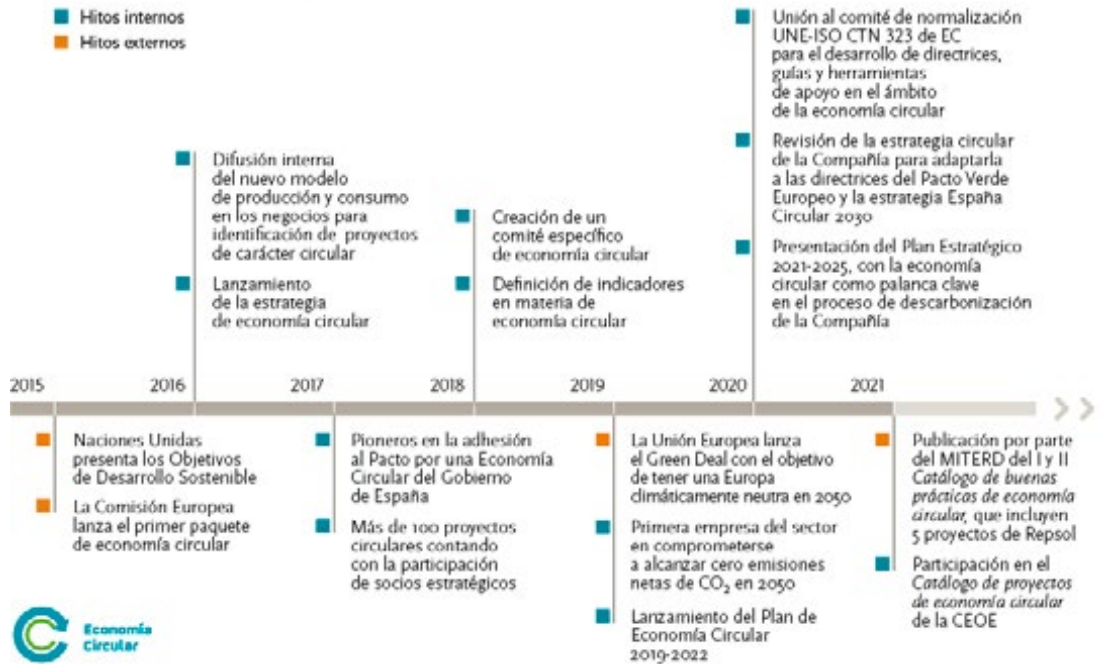 Hitos internos
Hitos externos
Difusión interna
del nuevo modelo
de producción y consumo
en los negocios para
identificación de proyectos
de carácter circular
Lanzamiento
de la estrategia
de economía circular
Creación de un
comité específico
de economía circular
Definición de indicadores
en materia de
economía circular
Unión al comité de normalización
UNE-ISO CTN 323 de EC
para el desarrollo de directrices,
guías y herramientas
de apoyo en el ámbito
de la economía circular
Revisión de la estrategia circular
de la Compañía para adaptarla
a las directrices del Pacto Verde
Europeo y la estrategia España
Circular 2030
Presentación del Plan Estratégico
2021-2025, con la economía
circular como palanca clave
en el proceso de descarbonización
de la Compañía
2015 2016 2017 2018 2019 2020 2021
Naciones Unidas
presenta los Objetivos
de Desarrollo Sostenible
La Comisión Europea
lanza el primer paquete
de economía circular
Pioneros en la adhesión
al Pacto por una Economía
Circular del Gobierno
de España
Más de 100 proyectos
circulares contando
con la participación
de socios estratégicos
La Unión Europea lanza
el Green Deal con el objetivo
de tener una Europa
climáticamente neutra en 2050
Primera empresa del sector
en comprometerse
a alcanzar cero emisiones
netas de CO₂ en 2050
Lanzamiento del Plan de
Economía Circular
2019-2022
Publicación por parte
del MITERD del I y II
Catálogo de buenas
prácticas de economía
circular, que incluyen
5 proyectos de Repsol
Participación en el
Catálogo de proyectos
de economía circular
de la CEOE
Economía
Circular